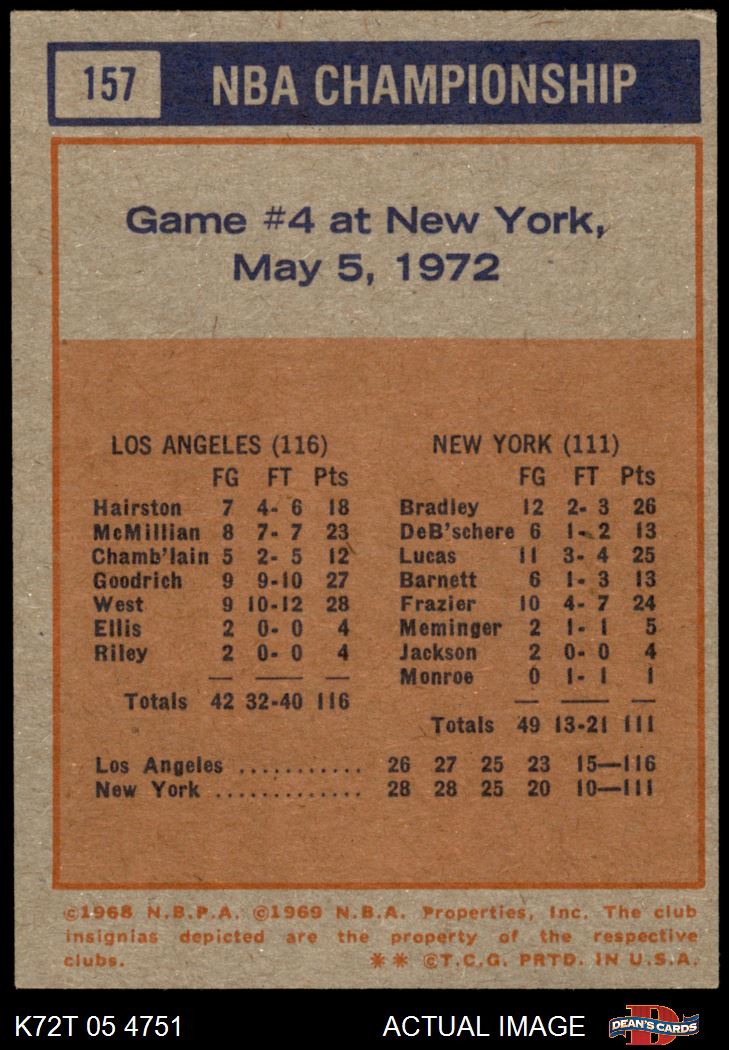 157 NBA CHAMPIONSHIP
Game #4 at New York,
May 5, 1972
LOS ANGELES (116)
FG FT Pts
Hairston 7 4- 6 18
McMillian 8 7- 7 23
Chamb'lain 5 2- 5 12
Goodrich 9 9-10 27
West 9 10-12 28
Ellis 2 0- 0 4
Riley 2 0- 0 4
Totals 42 32-40 116
NEW YORK (111)
FG FT Pts
Bradley 12 2- 3 26
DeB'schere 6 1- 2 13
Lucas 11 3- 4 25
Barnett 6 1- 3 13
Frazier 10 4- 7 24
Meminger 2 1- 1 5
Jackson 2 0- 0 4
Monroe 0 1- 1 1
Totals 49 13-21 111
Los Angeles ........... 26 27 25 23 15—116
New York ............. 28 28 25 20 10—111
©1968 N.B.P.A. ©1969 N.B.A. Properties, Inc. The club
insignias depicted are the property of the respective
clubs. ** ©T.C.G. PRTD. IN U.S.A.
K72T 05 4751 ACTUAL IMAGE D DEAN'S CARDS